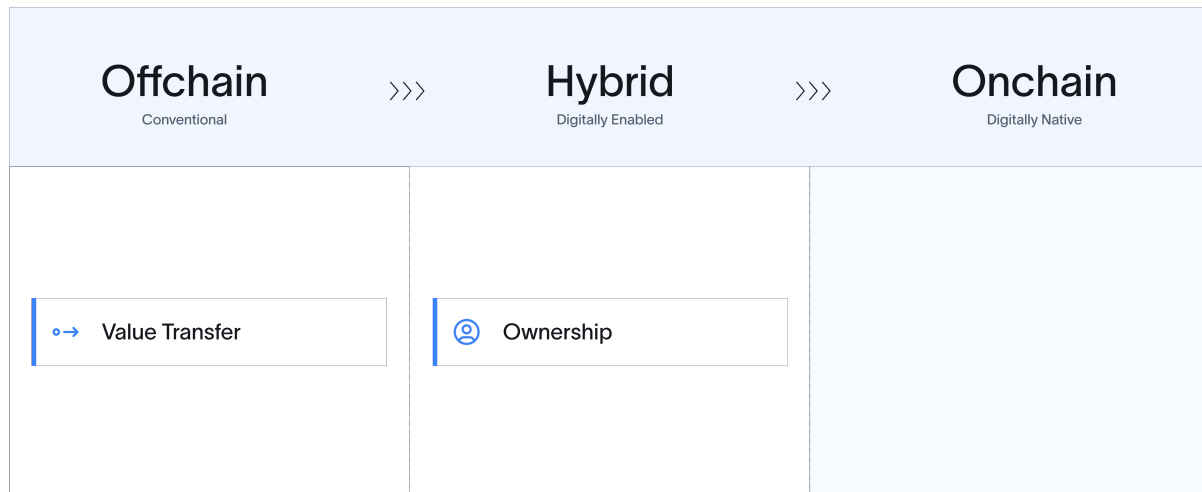 Offchain
Conventional
Hybrid
Digitally Enabled
Onchain
Digitally Native
Value Transfer
Ownership